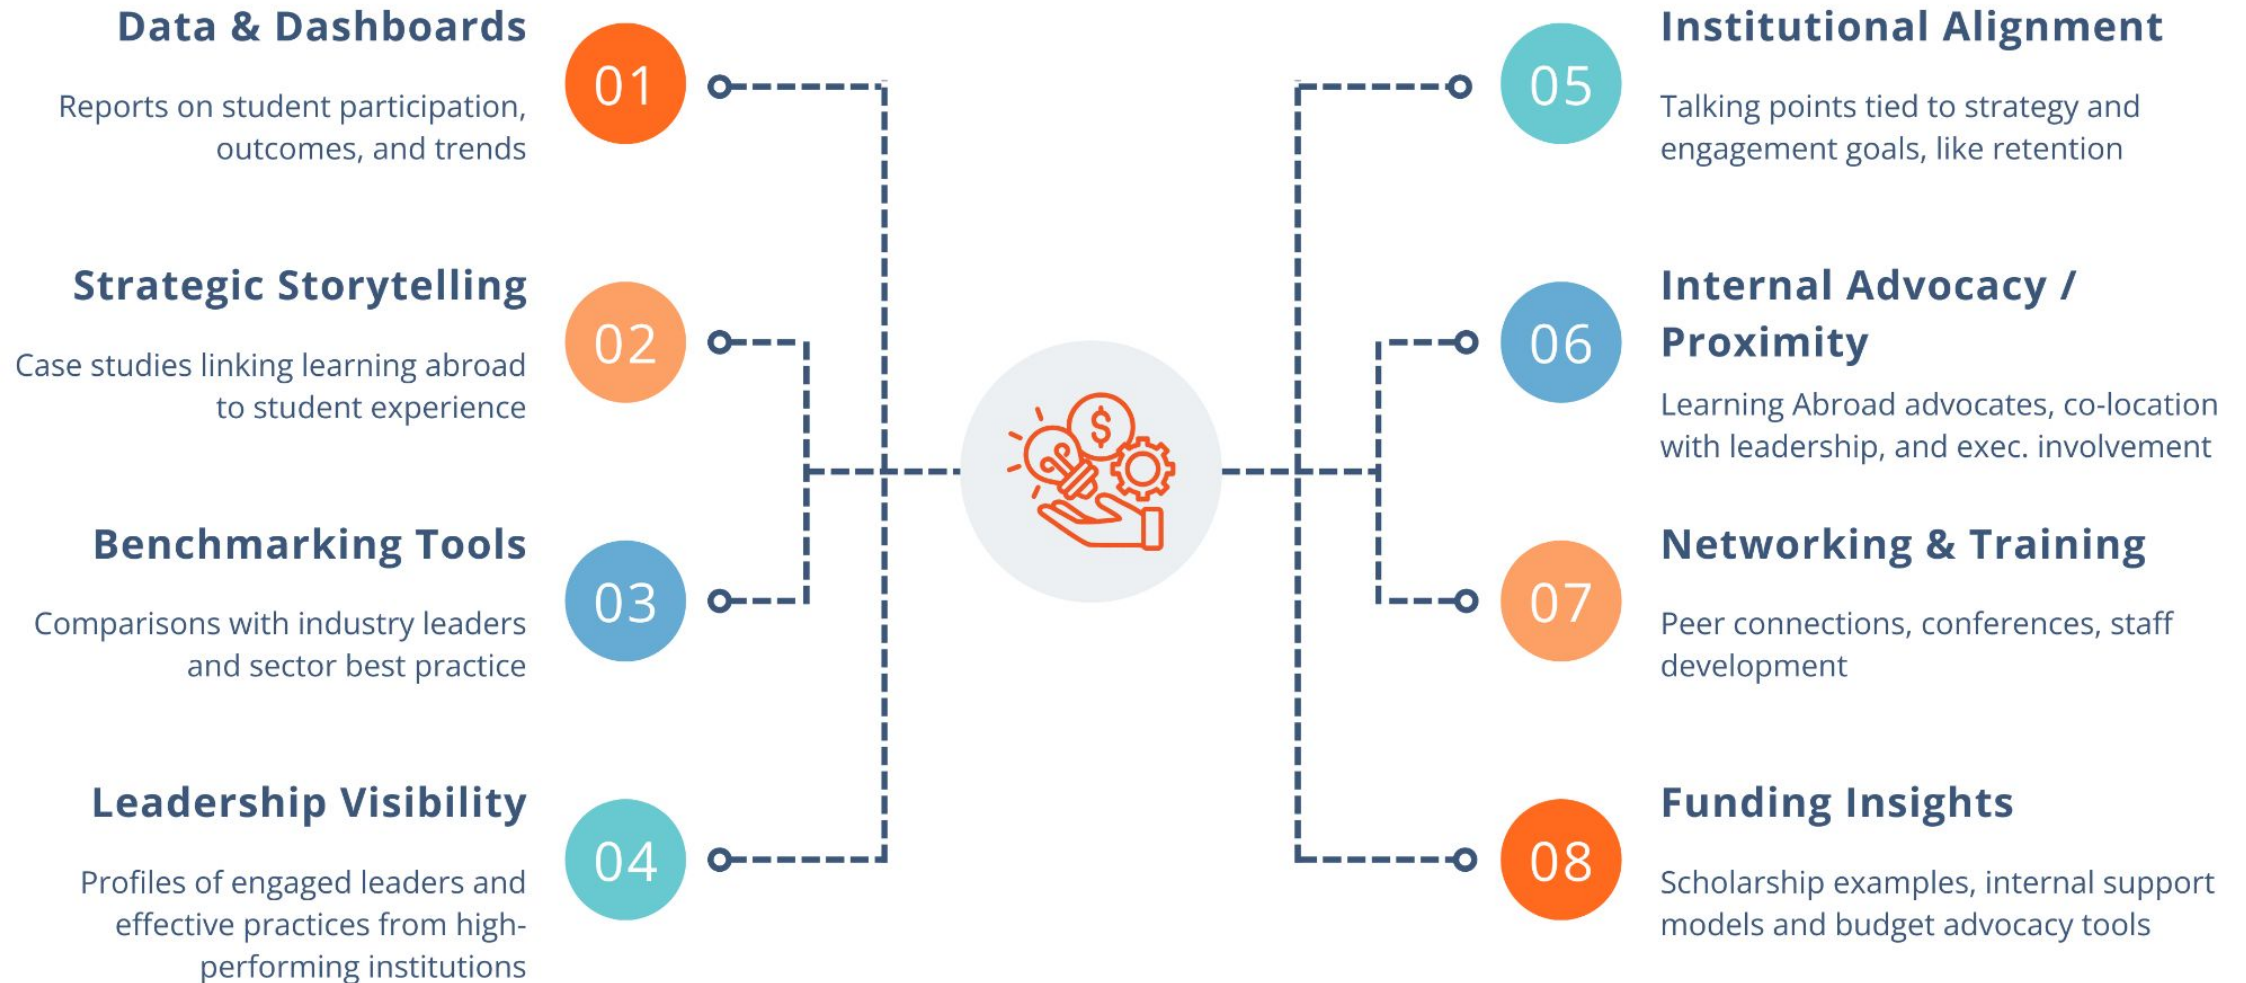 Data & Dashboards
01
Reports on student participation,
outcomes, and trends
Strategic Storytelling
02
Case studies linking learning abroad
to student experience
Benchmarking Tools
03
Comparisons with industry leaders
and sector best practice
Leadership Visibility
04
Profiles of engaged leaders and
effective practices from high-
performing institutions
$
Institutional Alignment
05
Talking points tied to strategy and
engagement goals, like retention
Internal Advocacy /
Proximity
06
Learning Abroad advocates, co-location
with leadership, and exec. involvement
Networking & Training
07
Peer connections, conferences, staff
development
Funding Insights
08
Scholarship examples, internal support
models and budget advocacy tools